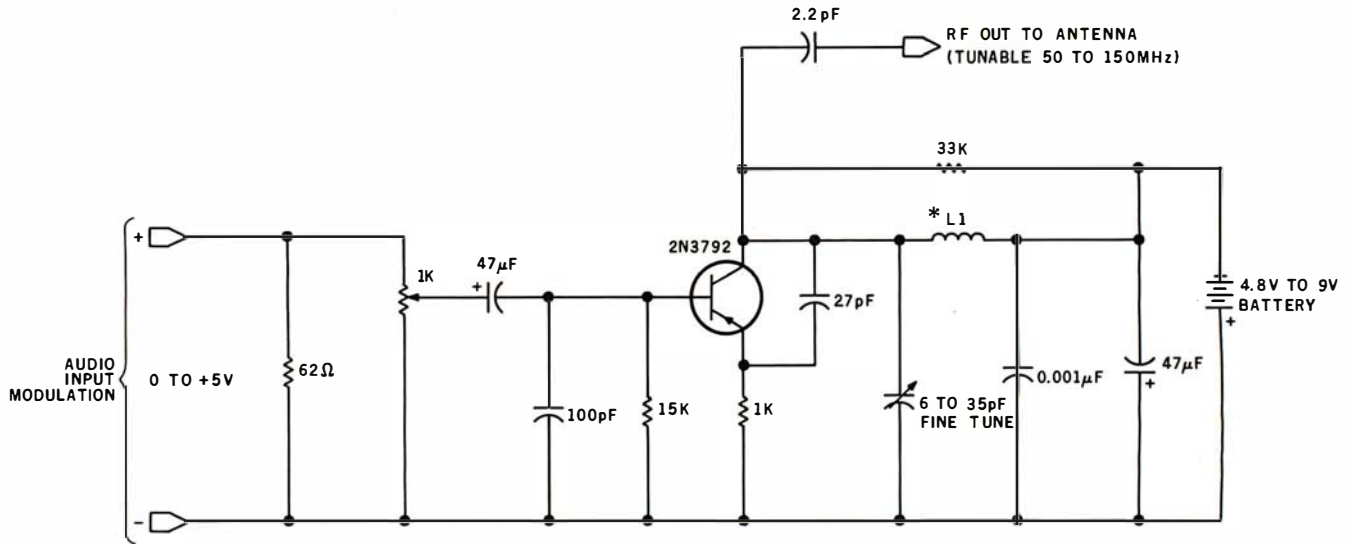 2.2pF
RF OUT TO ANTENNA
(TUNABLE 50 TO 150MHz)
33K
*L1
+
1K
47µF
+
2N3792
27pF
4.8V TO 9V
BATTERY
+
AUDIO
INPUT
MODULATION
0 TO +5V
62Ω
100pF
15K
1K
6 TO 35pF
FINE TUNE
0.001µF
47µF
+
-